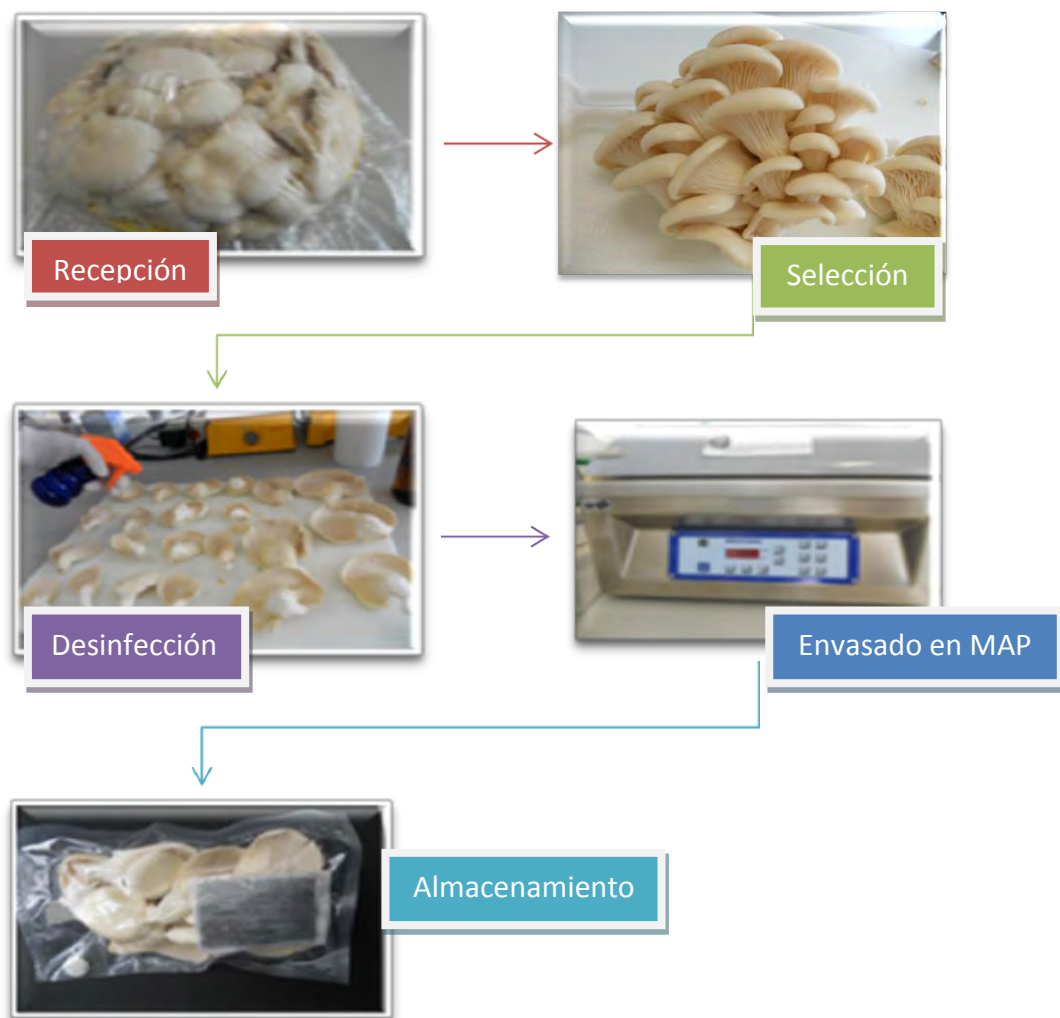 Recepción
Selección
Desinfección
Envasado en MAP
Almacenamiento